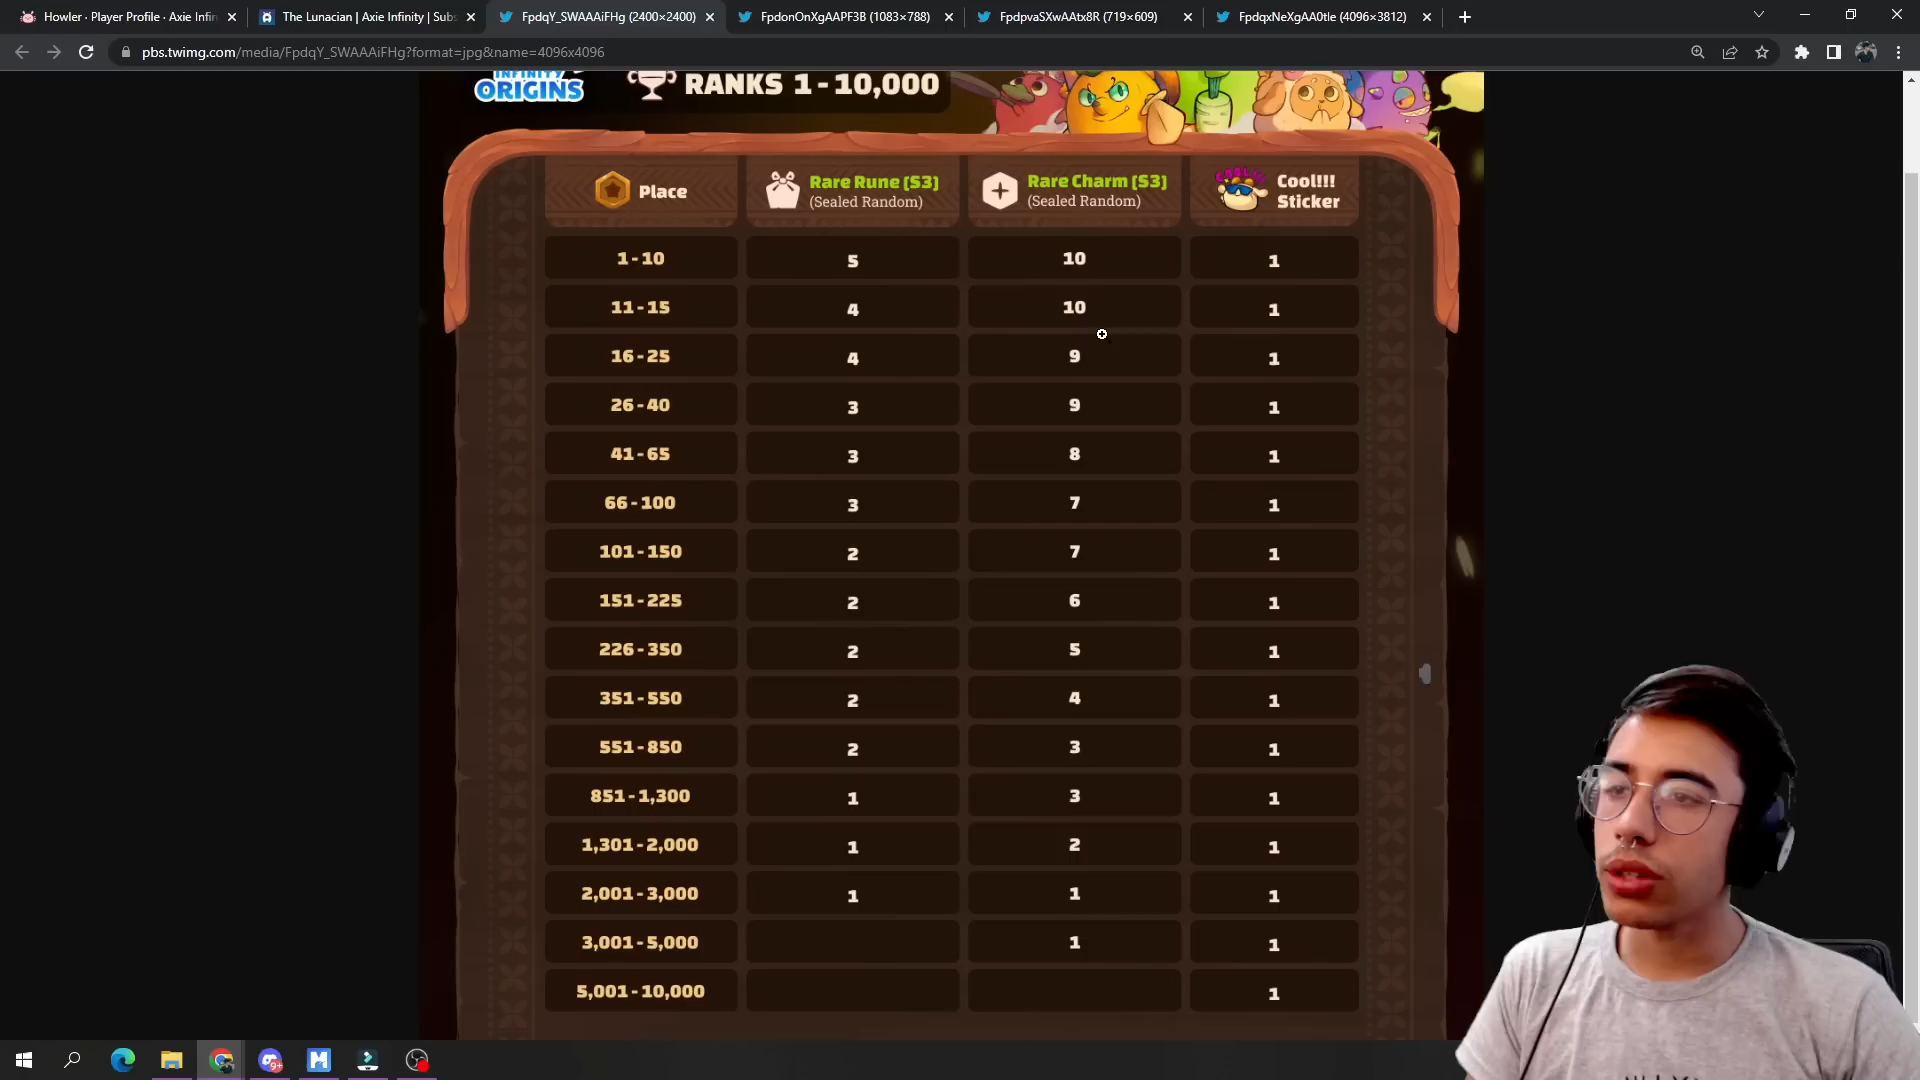 Howler · Player Profile · Axie Infin
The Lunacian | Axie Infinity | Subs
FpdqY_SWAAAiFHg (2400×2400)
FpdonOnXgAAPF3B (1083×788)
FpdpvaSXwAAtx8R (719×609)
FpdqxNeXgAA0tle (4096×3812)
pbs.twimg.com/media/FpdqY_SWAAAiFHg?format=jpg&name=4096x4096
INFINITY
ORIGINS
RANKS 1 - 10,000
Place
Rare Rune [S3]
(Sealed Random)
Rare Charm [S3]
(Sealed Random)
Cool!!!
Sticker
1 - 10 5 10 1
11 - 15 4 10 1
16 - 25 4 9 1
26 - 40 3 9 1
41 - 65 3 8 1
66 - 100 3 7 1
101 - 150 2 7 1
151 - 225 2 6 1
226 - 350 2 5 1
351 - 550 2 4 1
551 - 850 2 3 1
851 - 1,300 1 3 1
1,301 - 2,000 1 2 1
2,001 - 3,000 1 1 1
3,001 - 5,000 1 1
5,001 - 10,000 1
9+